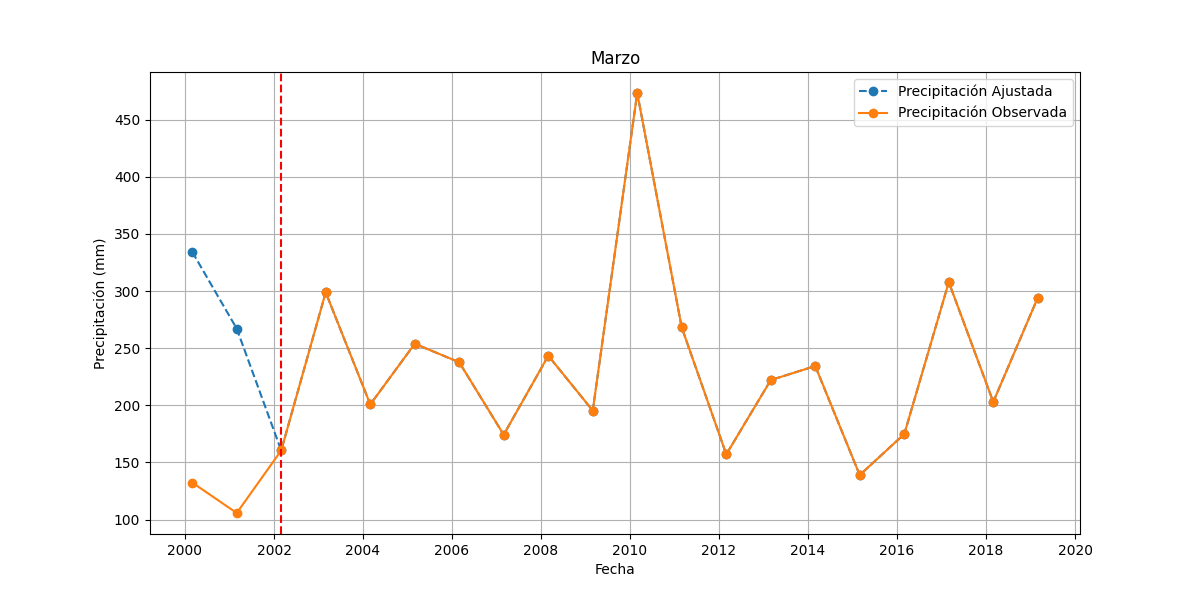 Marzo
Precipitación Ajustada
Precipitación Observada
Precipitación (mm)
450
400
350
300
250
200
150
100
2000 2002 2004 2006 2008 2010 2012 2014 2016 2018 2020
Fecha